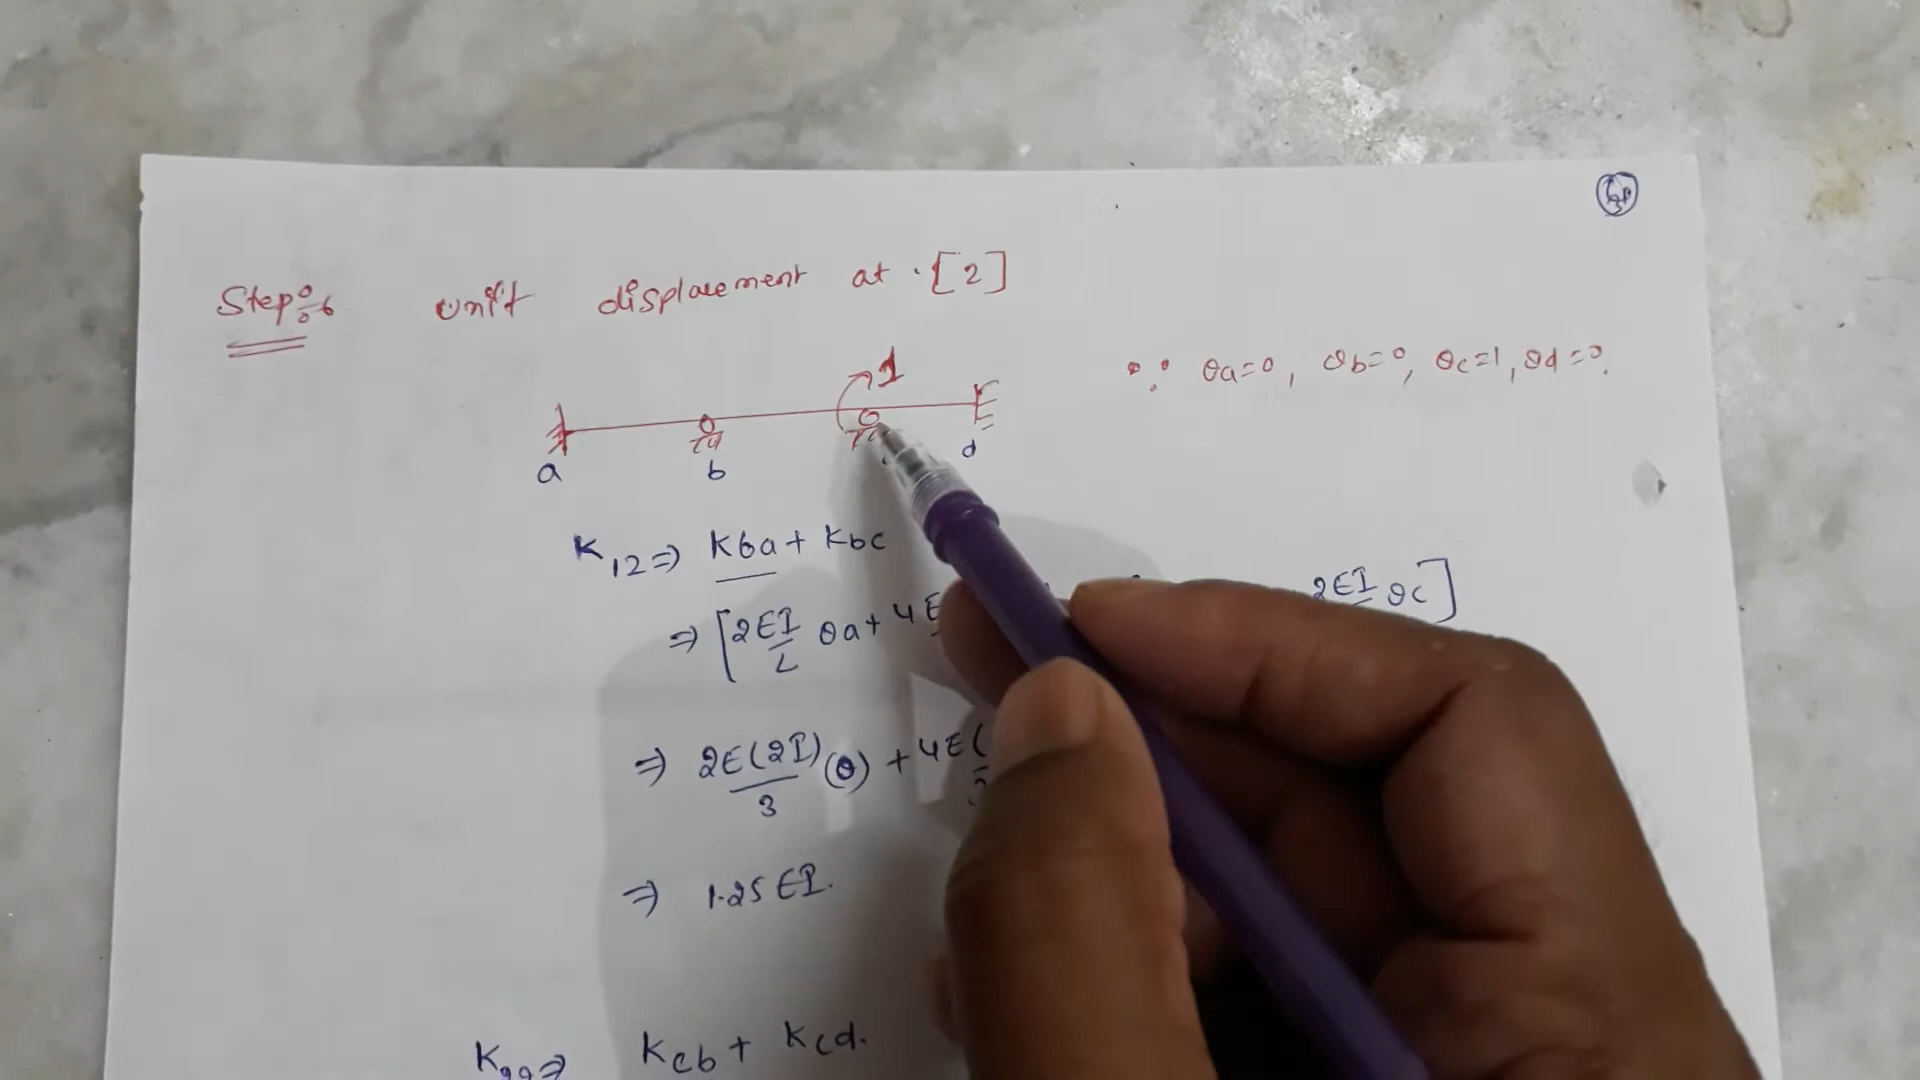 Step:-6 unit displacement at [2]
1
∵ θa=0, θb=0, θc=1, θd=0.
a b d
K12⇒ Kba+ Kbc
⇒ [2EI/L θa+ 4E 2EI θc]
⇒ 2E(2I)/3 (0) + 4E(
⇒ 1.25 EI.
K22⇒ Kcb + Kcd.